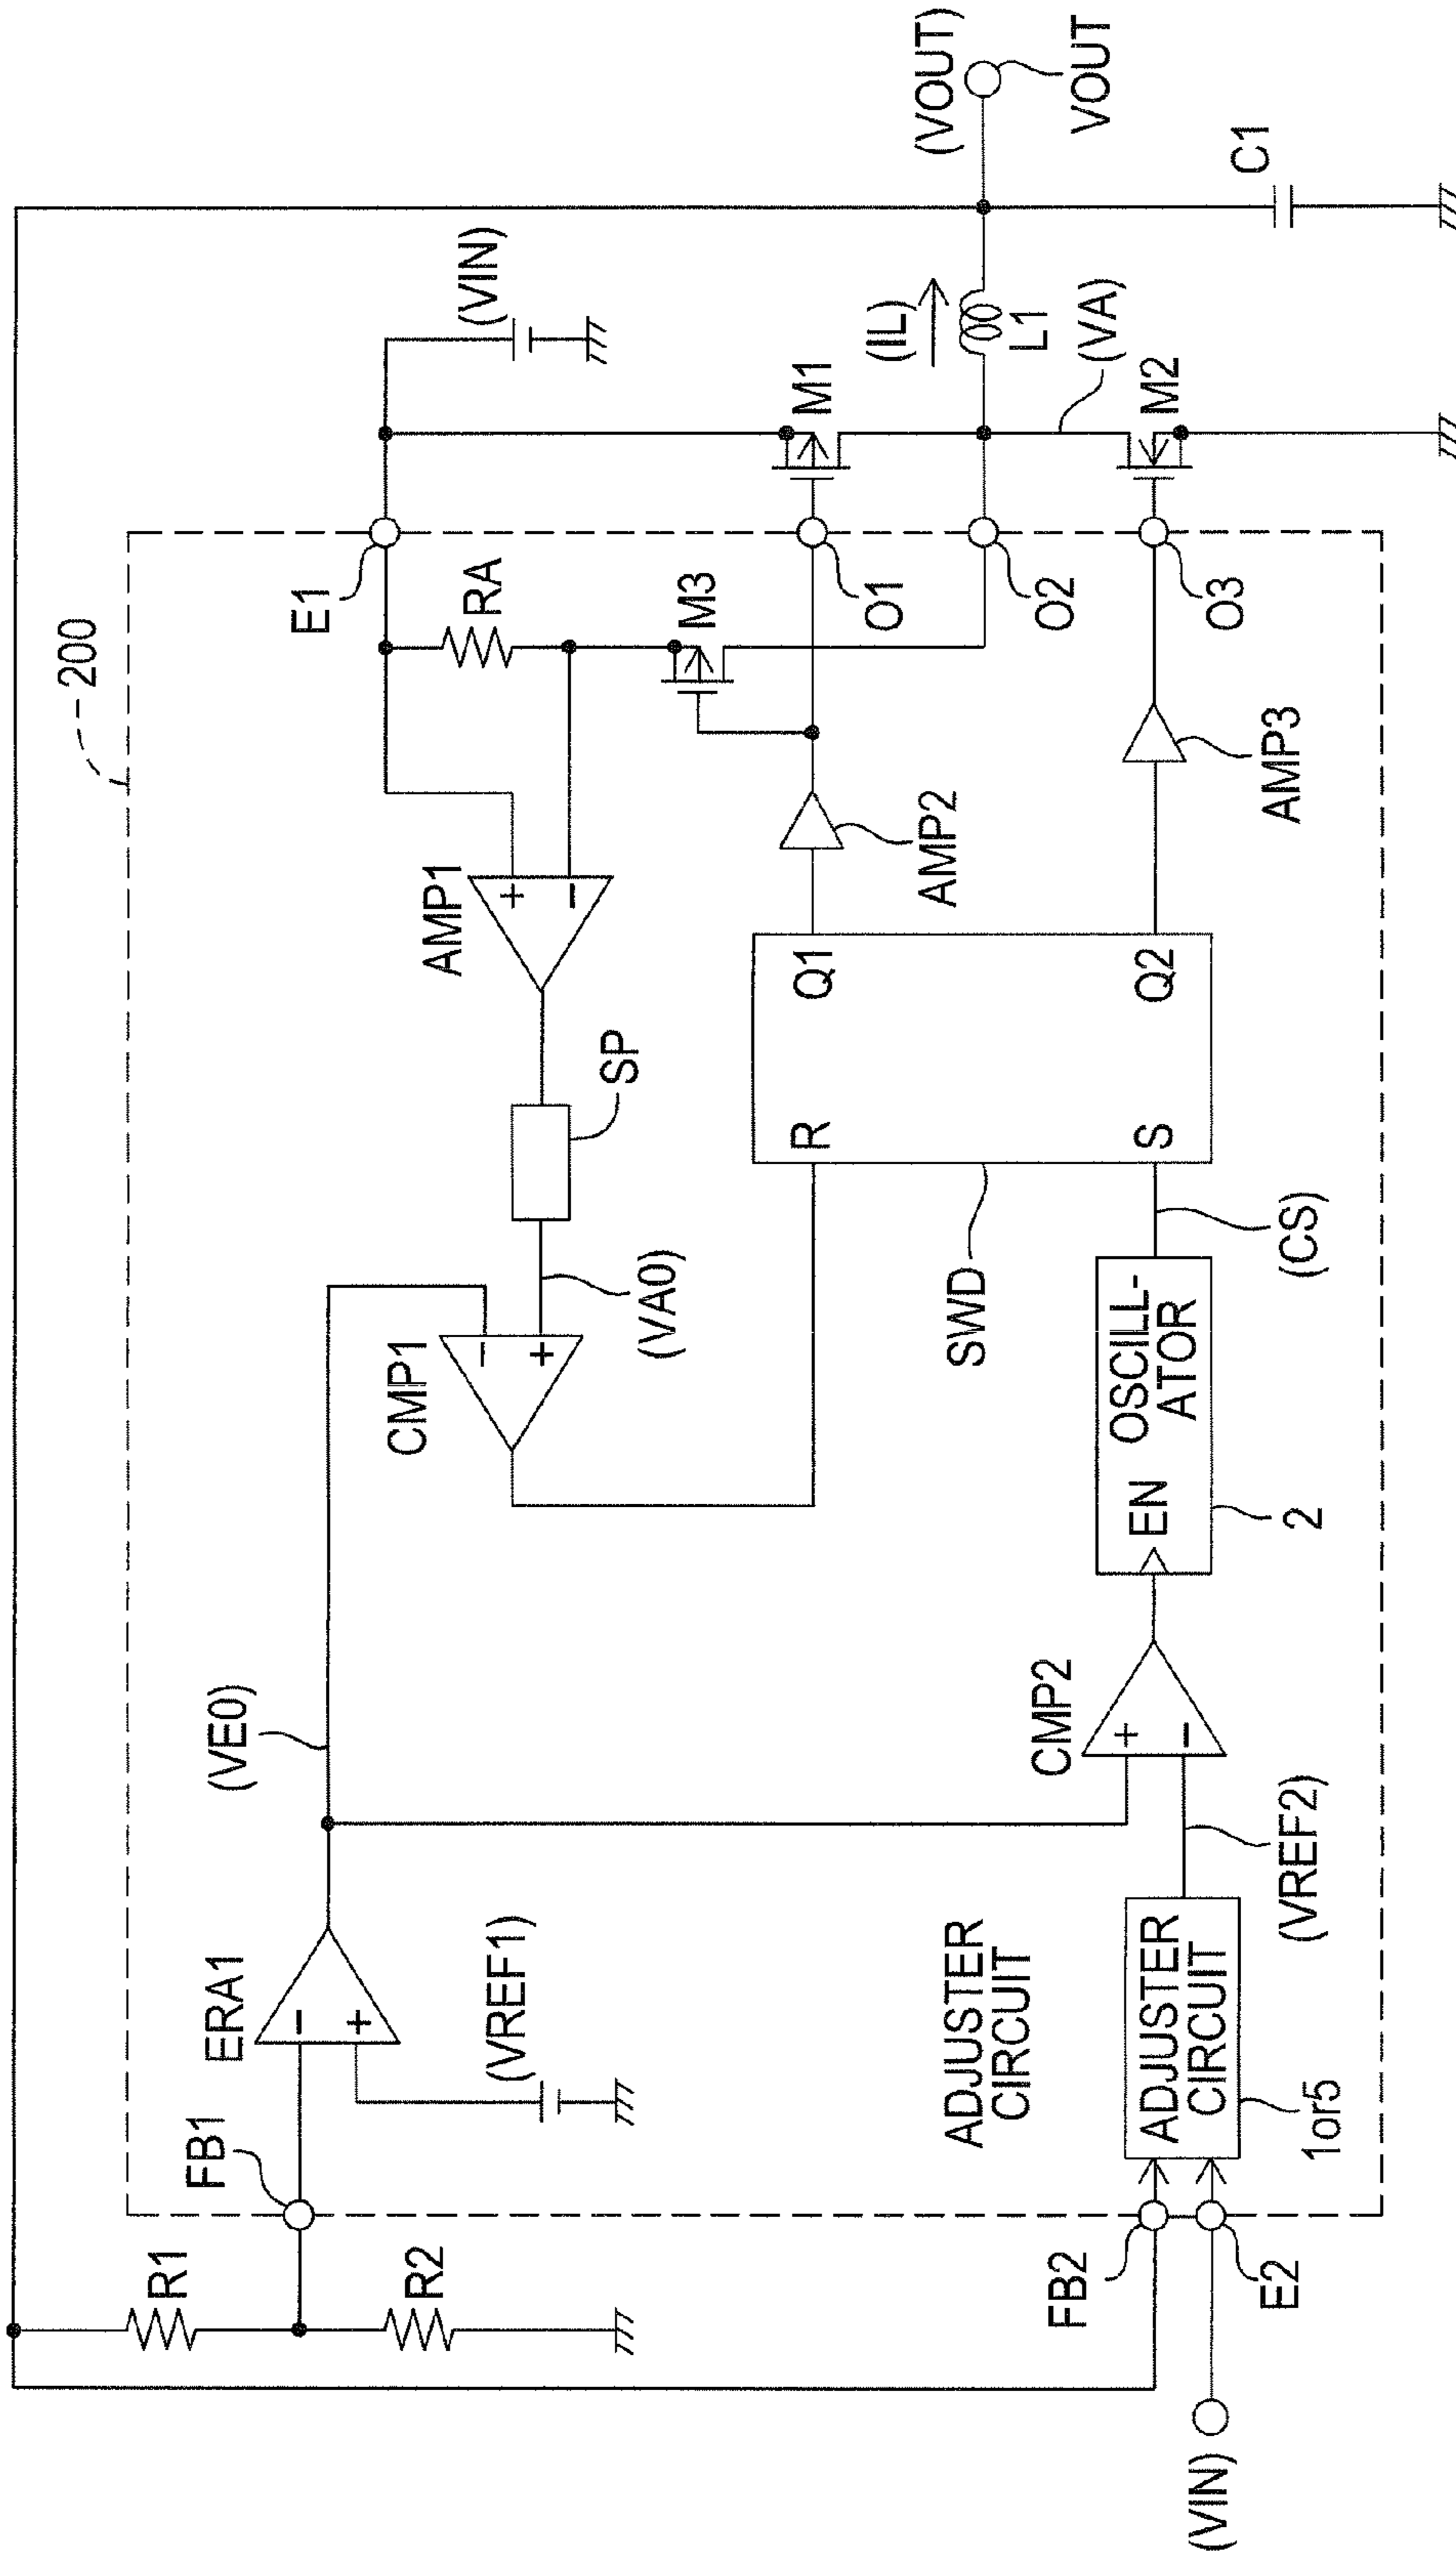 200
FB1
R1
R2
ERA1
−
+
(VREF1)
(VE0)
CMP1
−
+
(VA0)
SP
AMP1
+
−
E1
RA
M3
(VIN)
M1
O1
AMP2
Q1
R
SWD
S
Q2
O2
(IL)
L1
(VA)
M2
O3
AMP3
(VOUT)
VOUT
C1
ADJUSTER
CIRCUIT
CMP2
+
−
EN
OSCILL-
ATOR
2
(CS)
FB2
E2
(VIN)
ADJUSTER
CIRCUIT
1or5
(VREF2)